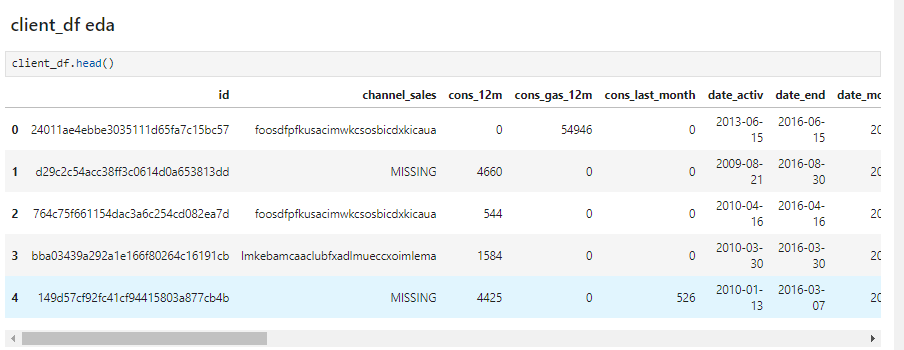 client_df eda
client_df.head()
id channel_sales cons_12m cons_gas_12m cons_last_month date_activ date_end date_mo
0 24011ae4ebbe3035111d65fa7c15bc57 foosdfpfkusacimwkcsosbicdxkicaua 0 54946 0 2013-06-15 2016-06-15 20
1 d29c2c54acc38ff3c0614d0a653813dd MISSING 4660 0 0 2009-08-21 2016-08-30 20
2 764c75f661154dac3a6c254cd082ea7d foosdfpfkusacimwkcsosbicdxkicaua 544 0 0 2010-04-16 2016-04-16 20
3 bba03439a292a1e166f80264c16191cb lmkebamcaaclubfxadlmueccxoimlema 1584 0 0 2010-03-30 2016-03-30 20
4 149d57cf92fc41cf94415803a877cb4b MISSING 4425 0 526 2010-01-13 2016-03-07 20